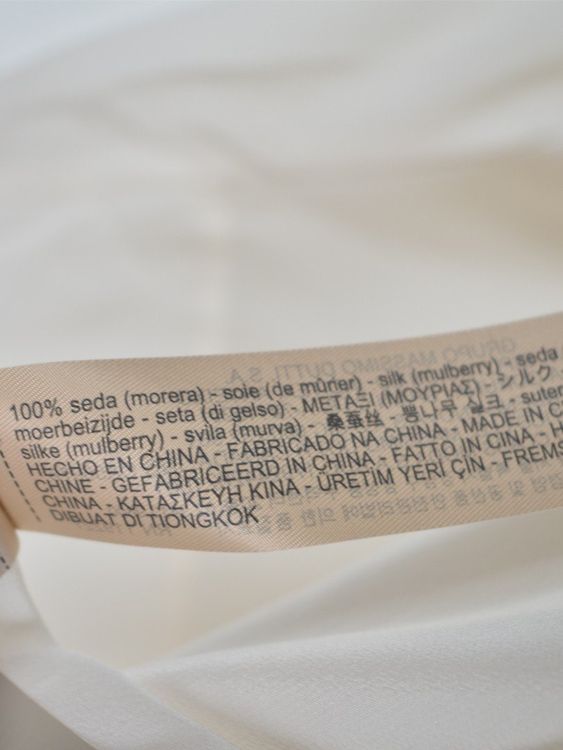 GRUPO MASSIMO DUTTI, S.A.
100% seda (morera) - soie (de mûrier) - silk (mulberry) - seda
moerbeizijde - seta (di gelso) - ΜΕΤΑΞΙ (ΜΟΥΡΙΑΣ) - シルク
silke (mulberry) - svila (murva) - 桑蚕丝 - 뽕나무 실크 - suter
HECHO EN CHINA - FABRICADO NA CHINA - MADE IN C
CHINE - GEFABRICEERD IN CHINA - FATTO IN CINA - H
CHINA - ΚΑΤΑΣΚΕΥΗ ΚΙΝΑ - ÜRETİM YERİ ÇİN - FREMS
DIBUAT DI TIONGKOK